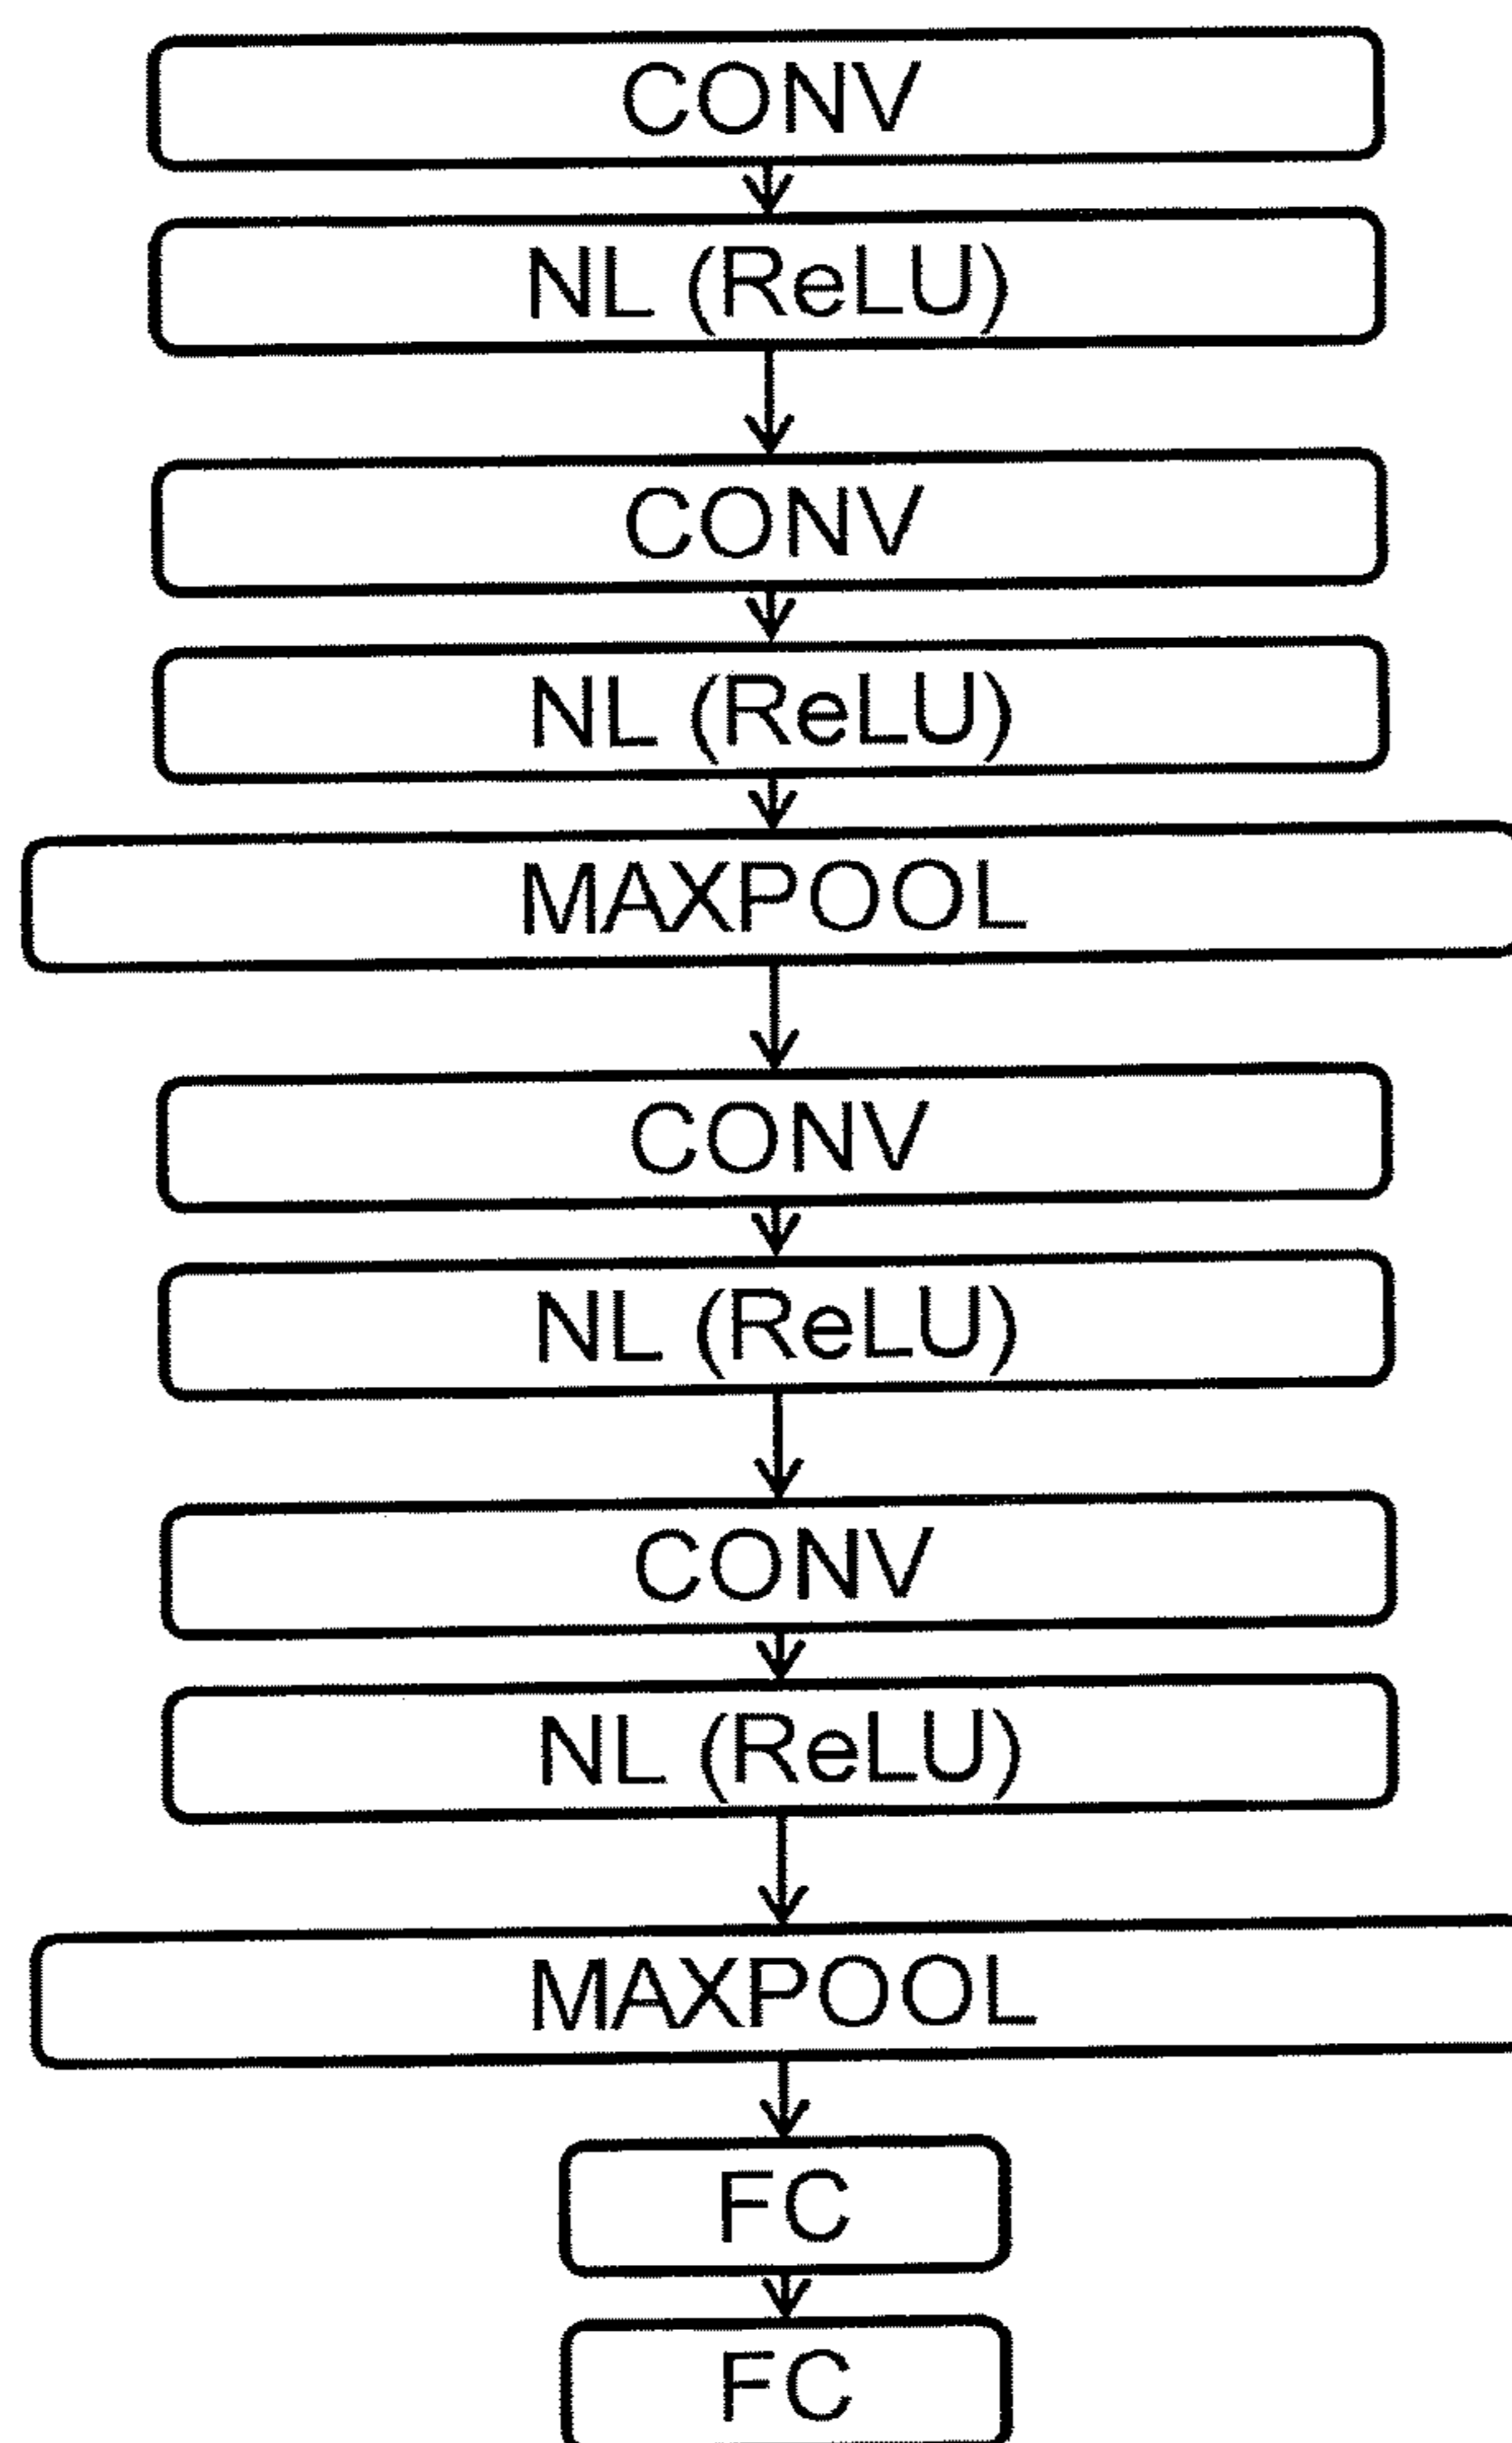 CONV
NL (ReLU)
CONV
NL (ReLU)
MAXPOOL
CONV
NL (ReLU)
CONV
NL (ReLU)
MAXPOOL
FC
FC